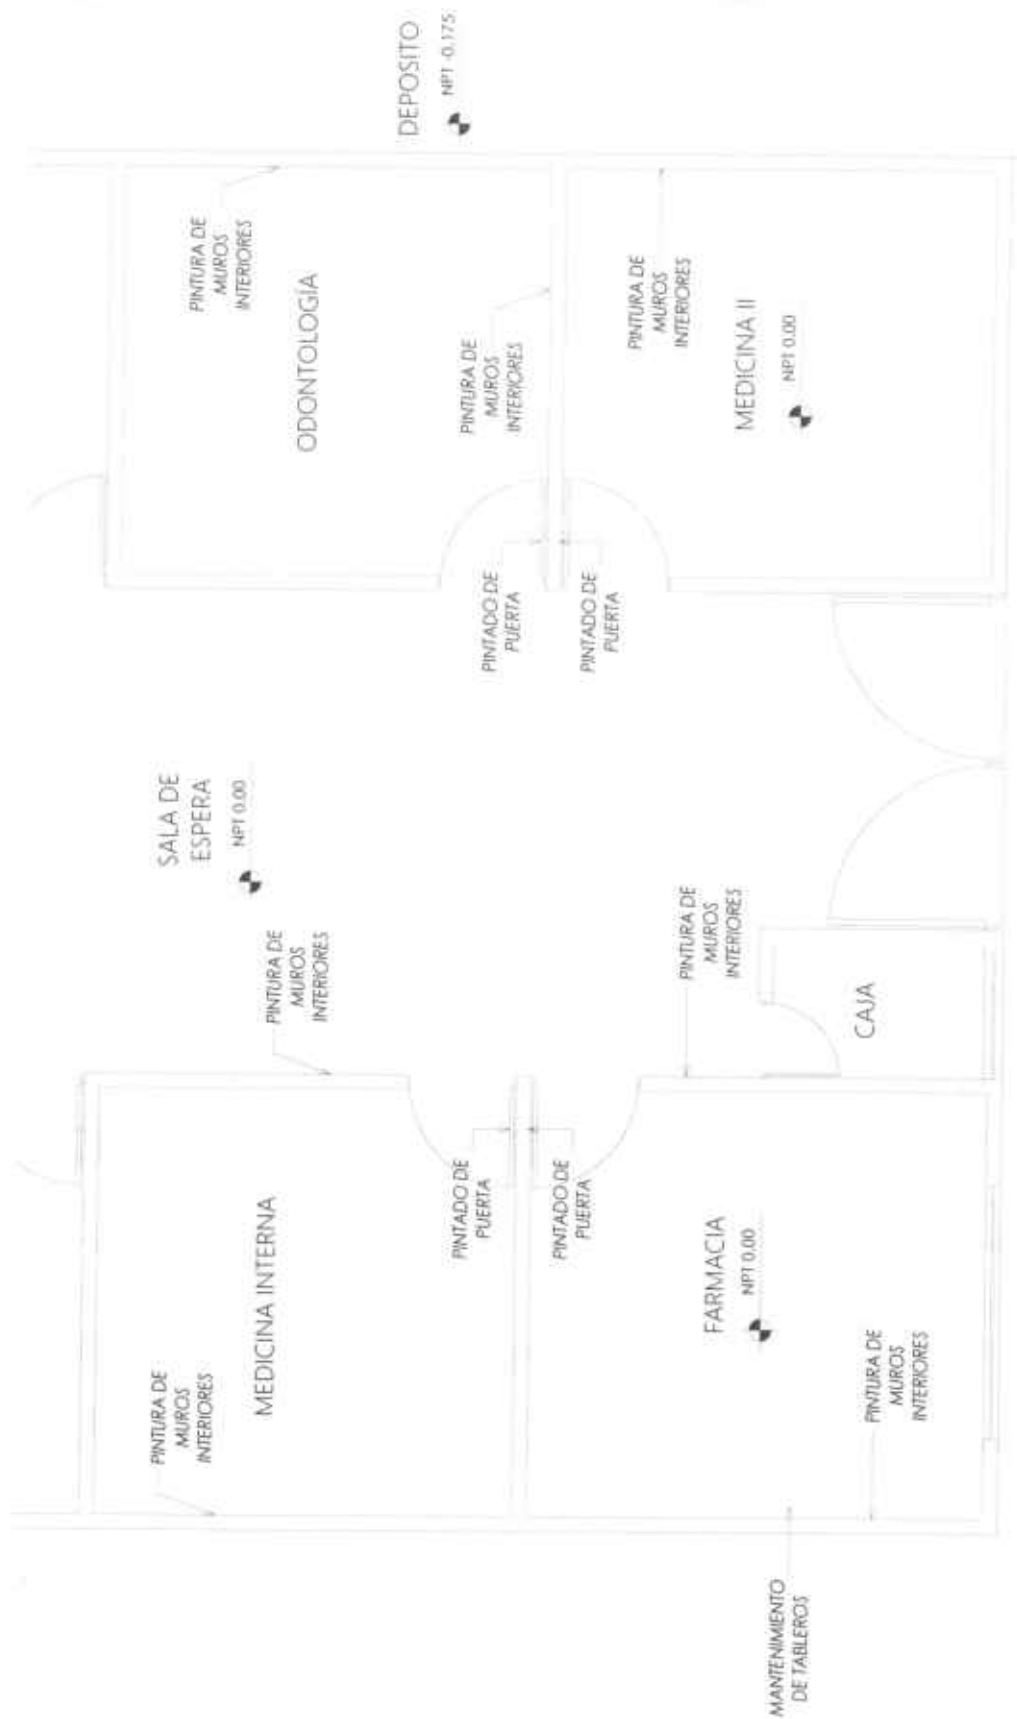 PINTURA DE
MUROS
INTERIORES
SALA DE
ESPERA
NPT 0.00
PINTURA DE
MUROS
INTERIORES
MEDICINA INTERNA
PINTURA DE
MUROS
INTERIORES
ODONTOLOGÍA
DEPOSITO
NPT -0.175
PINTADO DE
PUERTA
PINTADO DE
PUERTA
PINTURA DE
MUROS
INTERIORES
PINTADO DE
PUERTA
PINTADO DE
PUERTA
PINTURA DE
MUROS
INTERIORES
PINTURA DE
MUROS
INTERIORES
FARMACIA
NPT 0.00
MEDICINA II
NPT 0.00
MANTENIMIENTO
DE TABLEROS
CAJA
PINTURA DE
MUROS
INTERIORES